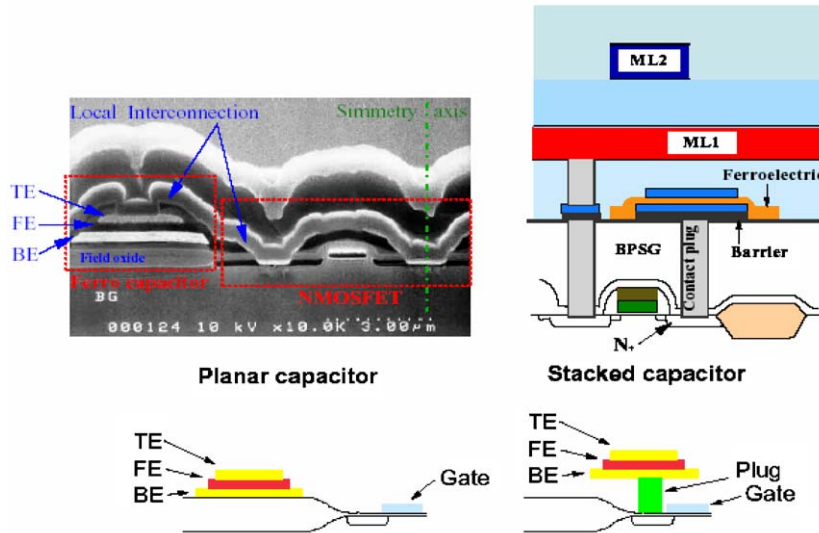 Local Interconnection
Simmetry axis
TE
FE
BE
Field oxide
Ferro capacitor
NMOSFET
BG
000124 10 kV X10.0K 3.00µm
Planar capacitor
TE
FE
BE
Gate
ML2
ML1
Ferroelectric
BPSG
Contact plug
Barrier
N+
Stacked capacitor
TE
FE
BE
Plug
Gate